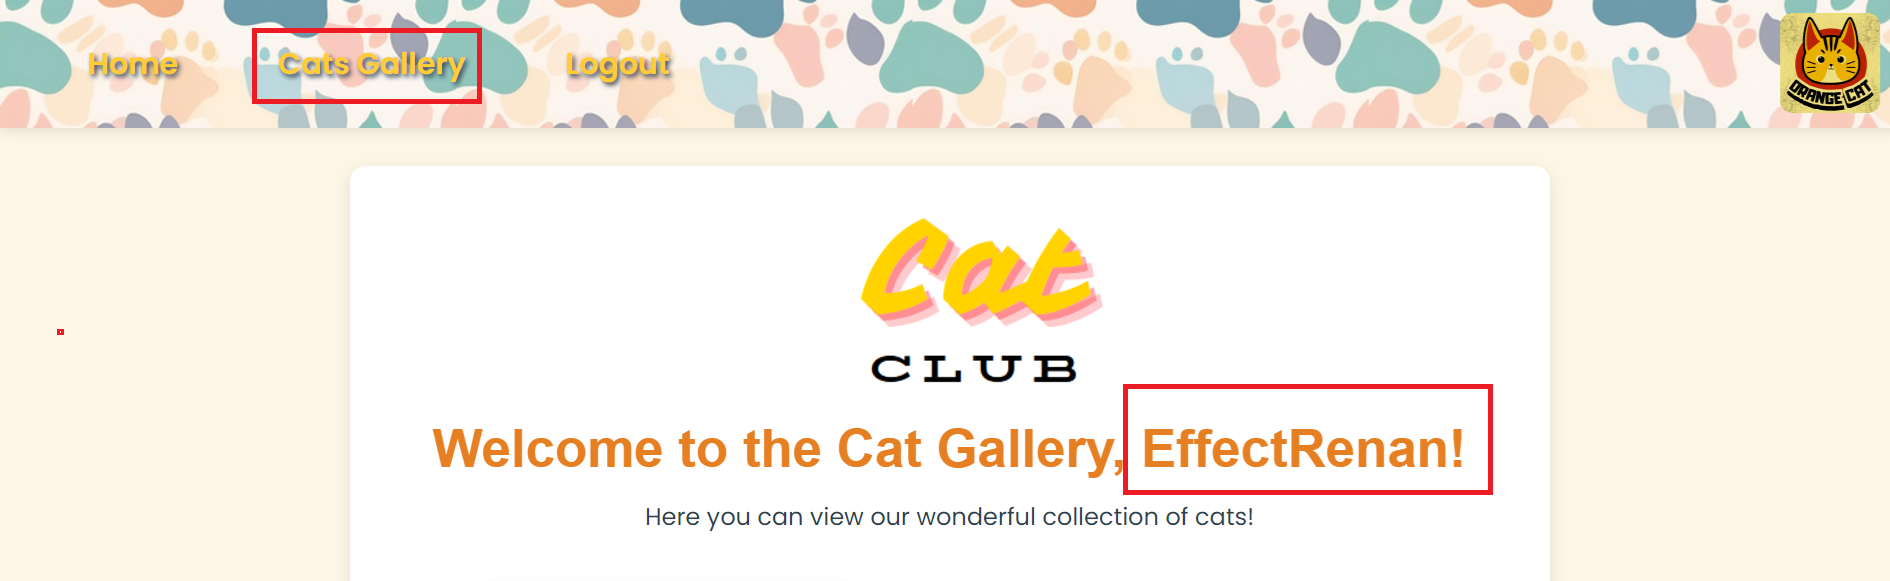 Home
Cats Gallery
Logout
ORANGE CAT
Cat
CLUB
Welcome to the Cat Gallery, EffectRenan!
Here you can view our wonderful collection of cats!